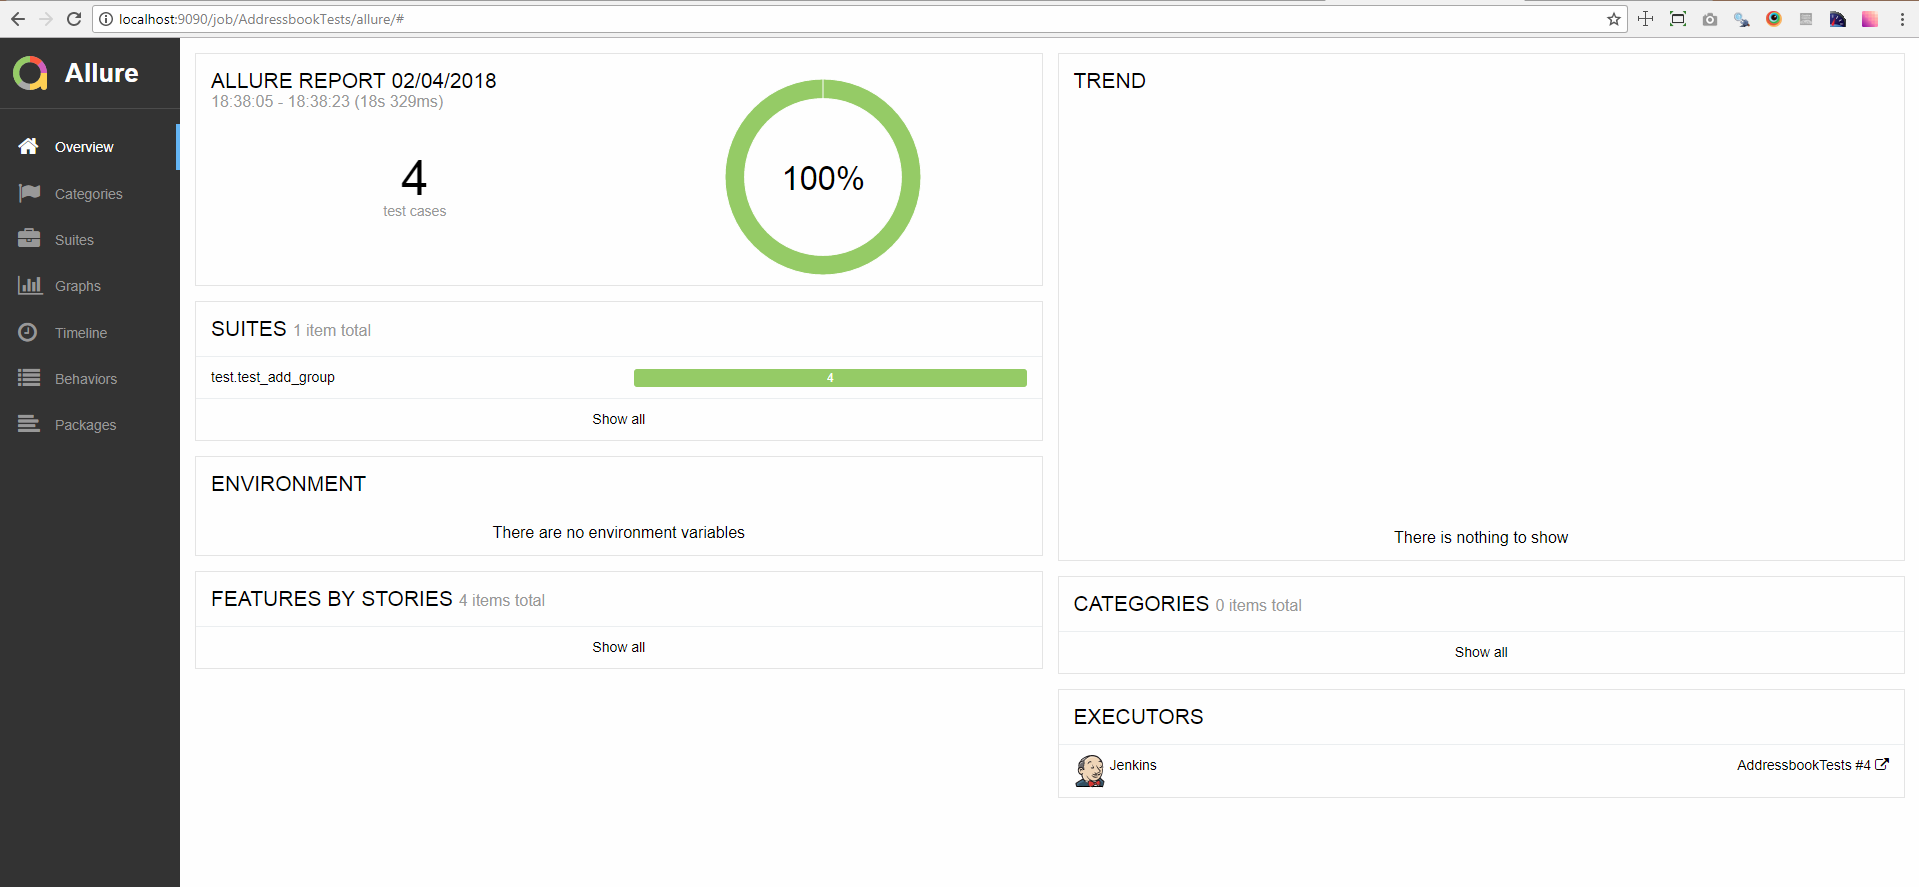 localhost:9090/job/AddressbookTests/allure/#
Allure
Overview
Categories
Suites
Graphs
Timeline
Behaviors
Packages
ALLURE REPORT 02/04/2018
18:38:05 - 18:38:23 (18s 329ms)
4
test cases
100%
SUITES 1 item total
test.test_add_group
4
Show all
ENVIRONMENT
There are no environment variables
FEATURES BY STORIES 4 items total
Show all
TREND
There is nothing to show
CATEGORIES 0 items total
Show all
EXECUTORS
Jenkins
AddressbookTests #4